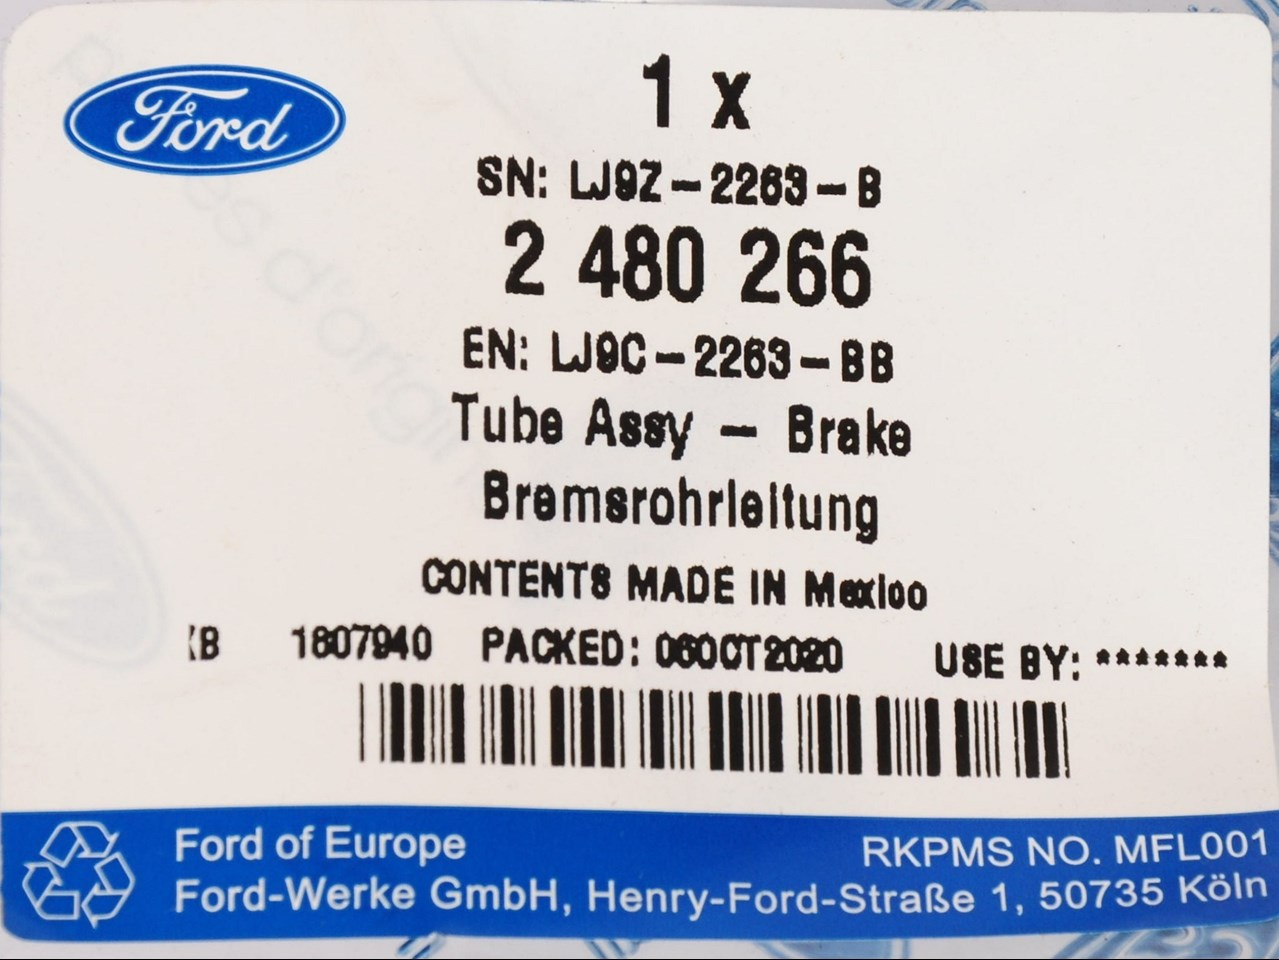 Ford
1 x
SN: LJ9Z-2263-B
2 480 266
EN: LJ9C-2263-BB
Tube Assy - Brake
Bremsrohrleitung
CONTENTS MADE IN Mexico
KB 1607940 PACKED: 06OCT2020 USE BY: *******
Ford of Europe
RKPMS NO. MFL001
Ford-Werke GmbH, Henry-Ford-Straße 1, 50735 Köln